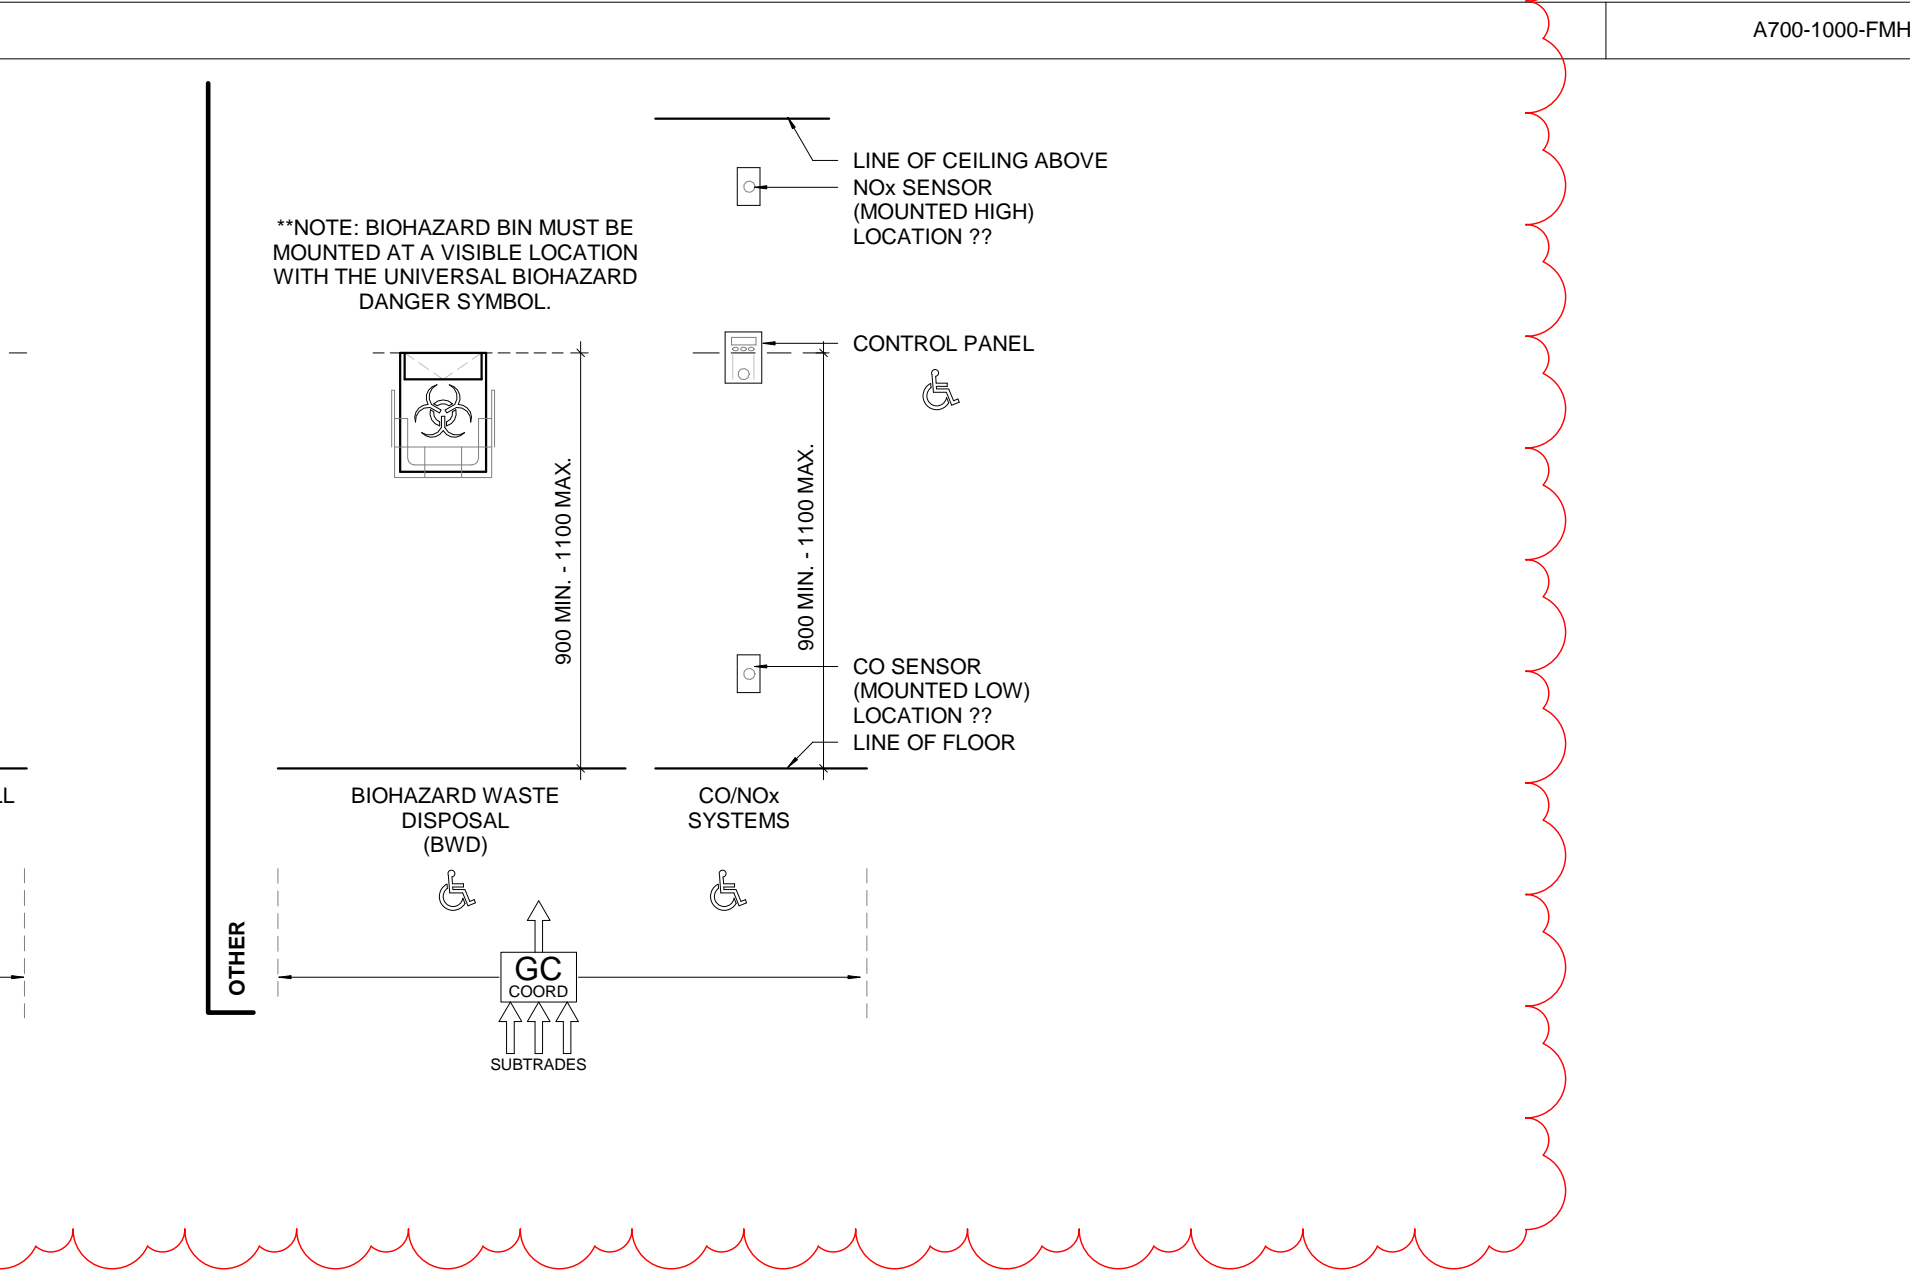 A700-1000-FMH
LINE OF CEILING ABOVE
NOx SENSOR
(MOUNTED HIGH)
LOCATION ??
**NOTE: BIOHAZARD BIN MUST BE
MOUNTED AT A VISIBLE LOCATION
WITH THE UNIVERSAL BIOHAZARD
DANGER SYMBOL.
CONTROL PANEL
900 MIN. - 1100 MAX.
900 MIN. - 1100 MAX.
CO SENSOR
(MOUNTED LOW)
LOCATION ??
LINE OF FLOOR
BIOHAZARD WASTE
DISPOSAL
(BWD)
CO/NOx
SYSTEMS
OTHER
GC
COORD
SUBTRADES